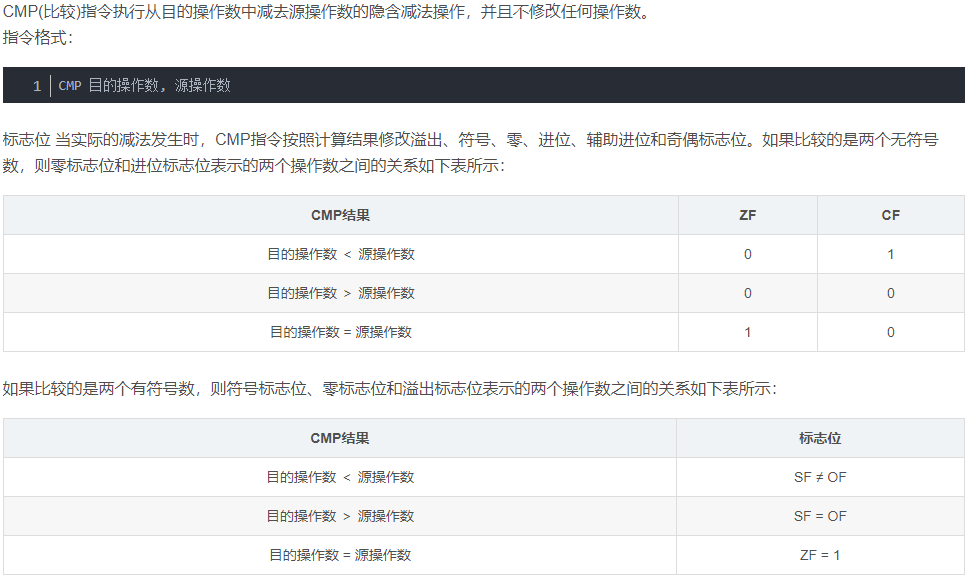 CMP(比较)指令执行从目的操作数中减去源操作数的隐含减法操作，并且不修改任何操作数。
指令格式：
1 CMP 目的操作数, 源操作数
标志位 当实际的减法发生时，CMP指令按照计算结果修改溢出、符号、零、进位、辅助进位和奇偶标志位。如果比较的是两个无符号
数，则零标志位和进位标志位表示的两个操作数之间的关系如下表所示：
CMP结果 ZF CF
目的操作数 < 源操作数 0 1
目的操作数 > 源操作数 0 0
目的操作数 = 源操作数 1 0
如果比较的是两个有符号数，则符号标志位、零标志位和溢出标志位表示的两个操作数之间的关系如下表所示：
CMP结果 标志位
目的操作数 < 源操作数 SF ≠ OF
目的操作数 > 源操作数 SF = OF
目的操作数 = 源操作数 ZF = 1